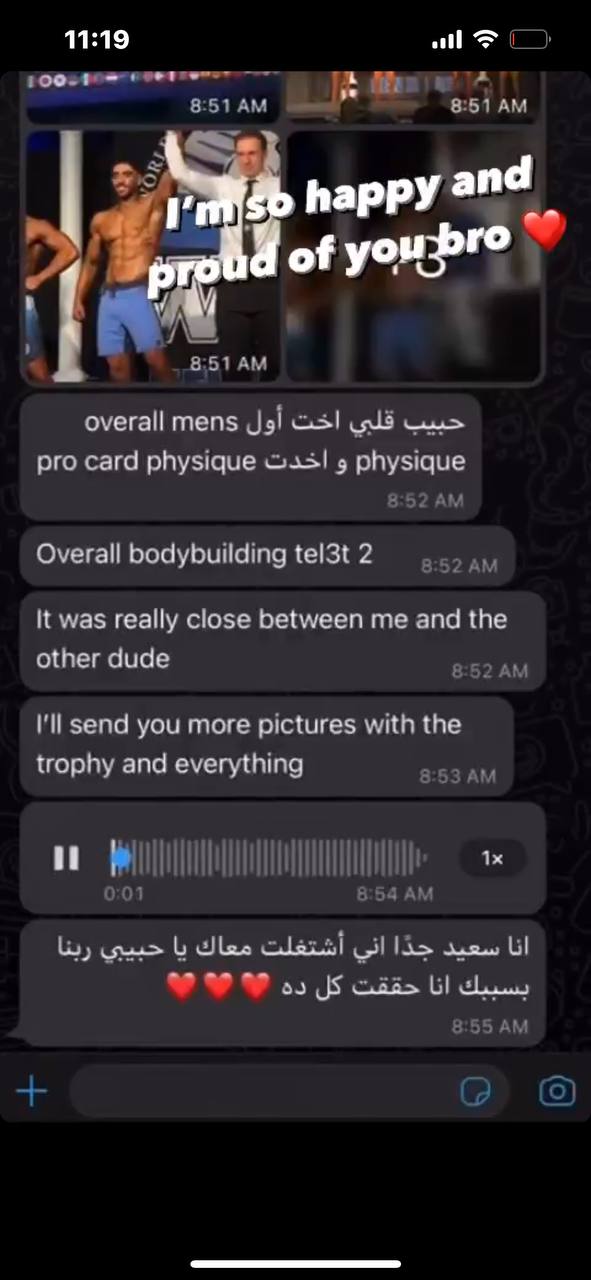 11:19
8:51 AM
8:51 AM
WORL
I'm so happy and
proud of you bro ❤️
W
8:51 AM
حبيب قلبي اخت أول overall mens
physique و اخدت pro card physique
8:52 AM
Overall bodybuilding tel3t 2
8:52 AM
It was really close between me and the
other dude
8:52 AM
I'll send you more pictures with the
trophy and everything
8:53 AM
1×
0:01
8:54 AM
انا سعيد جدًا اني أشتغلت معاك يا حبيبي ربنا
بسببك انا حققت كل ده ❤️❤️❤️
8:55 AM